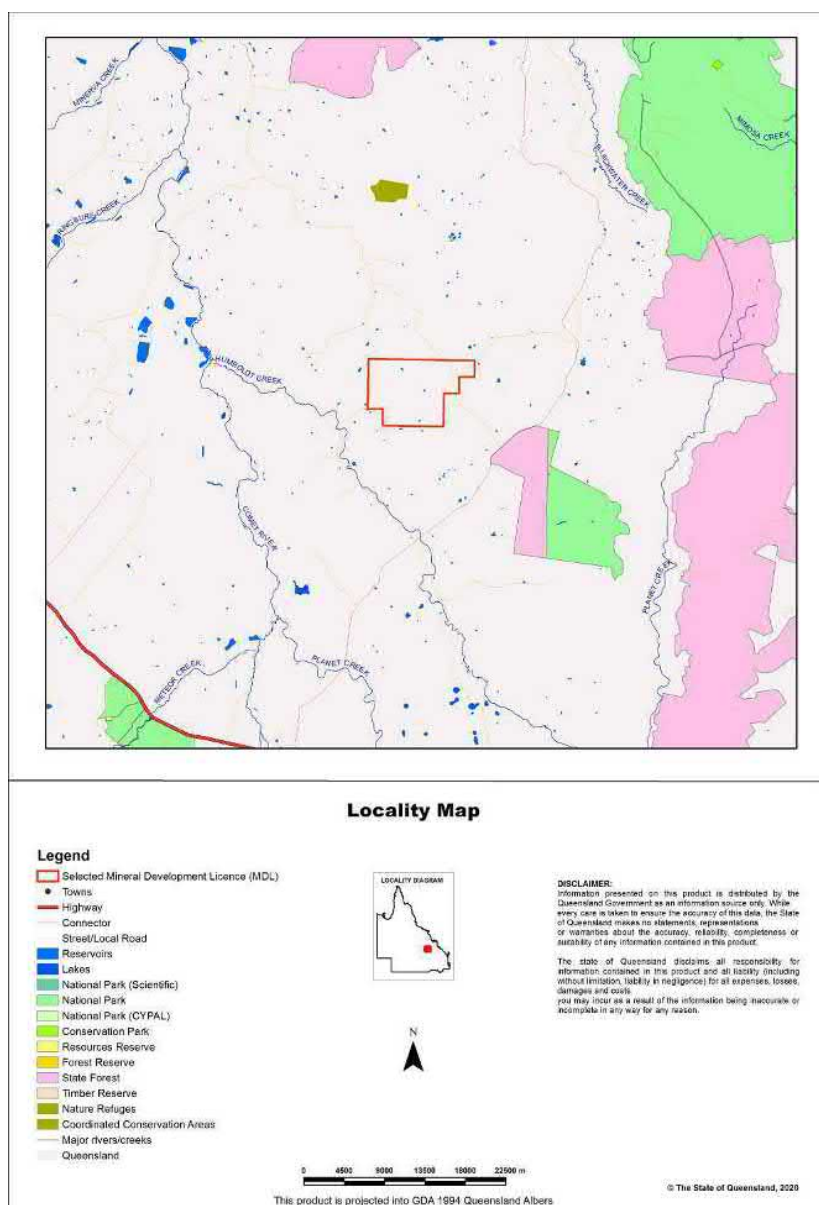 MINERVA CREEK
MIMOSA CREEK
BLACKWATER CREEK
HUMBOLDT CREEK
COMET RIVER
PLANET CREEK
PLANET CREEK
METEOR CREEK
Locality Map
Legend
Selected Mineral Development Licence (MDL)
Towns
Highway
Connector
Street/Local Road
Reservoirs
Lakes
National Park (Scientific)
National Park
National Park (CYPAL)
Conservation Park
Resources Reserve
Forest Reserve
State Forest
Timber Reserve
Nature Refuges
Coordinated Conservation Areas
Major rivers/creeks
Queensland
LOCALITY DIAGRAM
N
0 4500 9000 13500 18000 22500 m
This product is projected into GDA 1994 Queensland Albers
DISCLAIMER:
Information presented on this product is distributed by the
Queensland Government as an information source only. While
every care is taken to ensure the accuracy of this data, the State
of Queensland makes no statements, representations
or warranties about the accuracy, reliability, completeness or
suitability of any information contained in this product.
The state of Queensland disclaims all responsibility for
information contained in this product and all liability (including
without limitation, liability in negligence) for all expenses, losses,
damages and costs
you may incur as a result of the information being inaccurate or
incomplete in any way for any reason.
© The State of Queensland, 2020